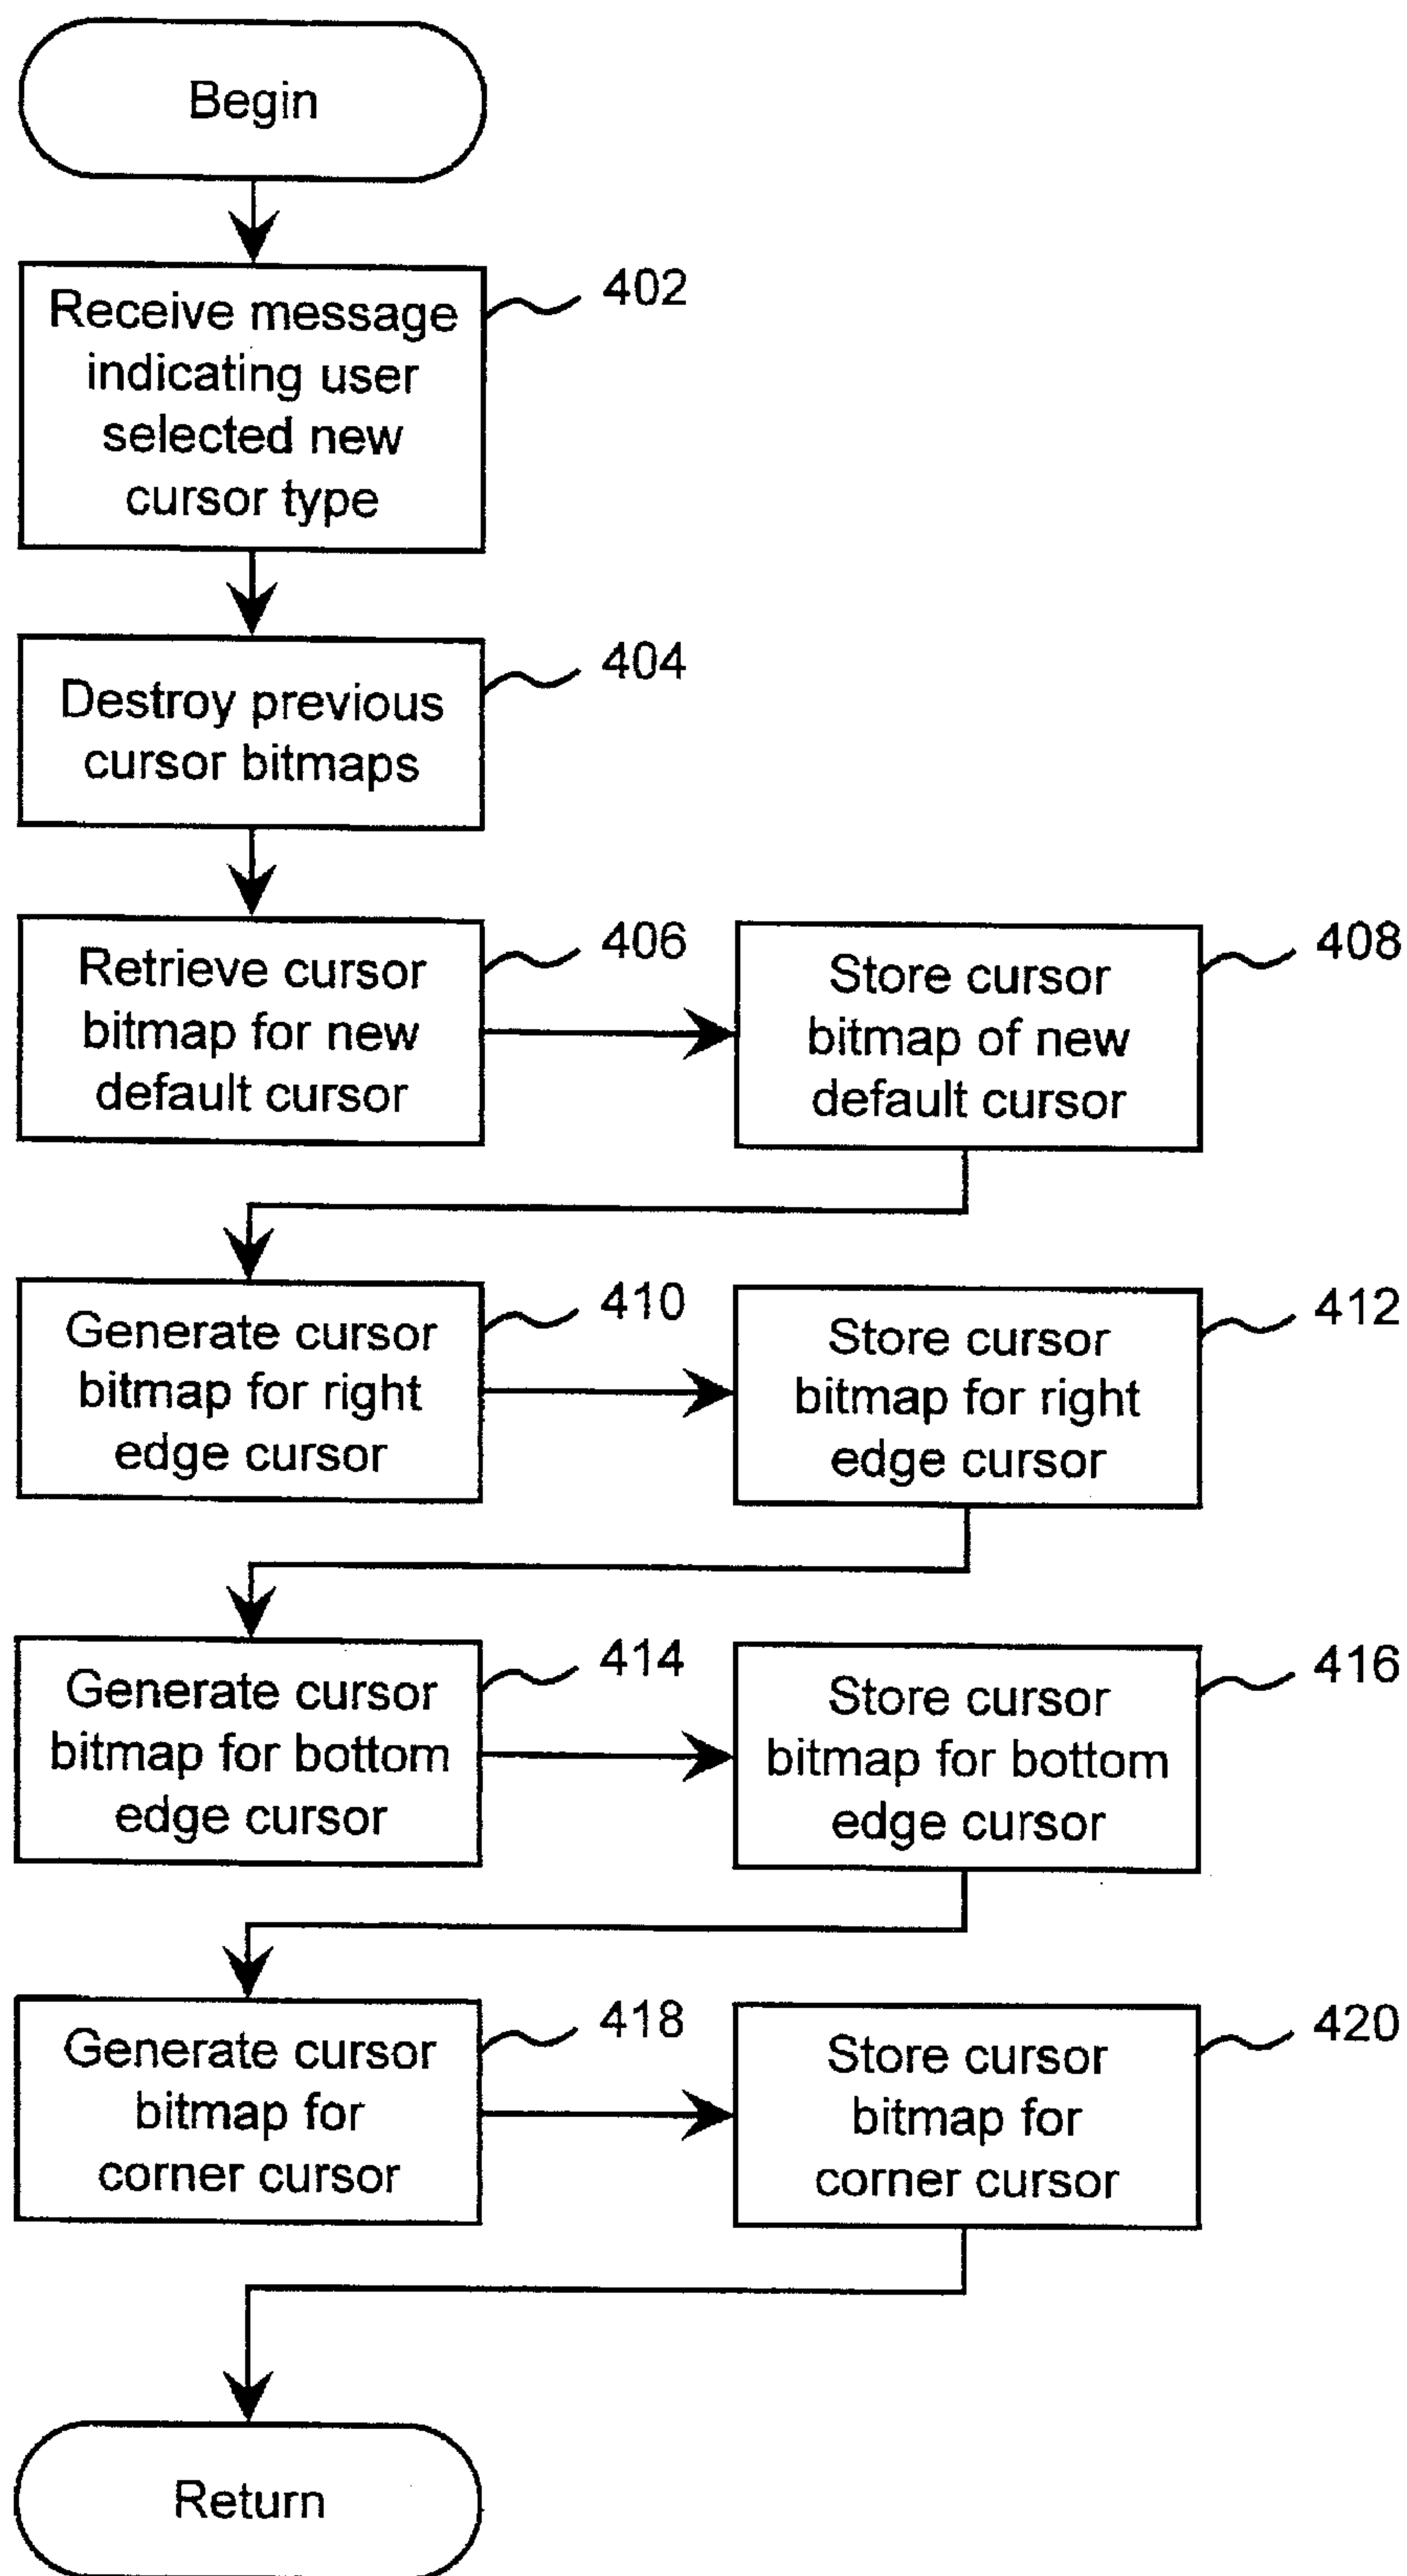 Begin
Receive message
indicating user
selected new
cursor type
402
Destroy previous
cursor bitmaps
404
Retrieve cursor
bitmap for new
default cursor
406
Store cursor
bitmap of new
default cursor
408
Generate cursor
bitmap for right
edge cursor
410
Store cursor
bitmap for right
edge cursor
412
Generate cursor
bitmap for bottom
edge cursor
414
Store cursor
bitmap for bottom
edge cursor
416
Generate cursor
bitmap for
corner cursor
418
Store cursor
bitmap for
corner cursor
420
Return